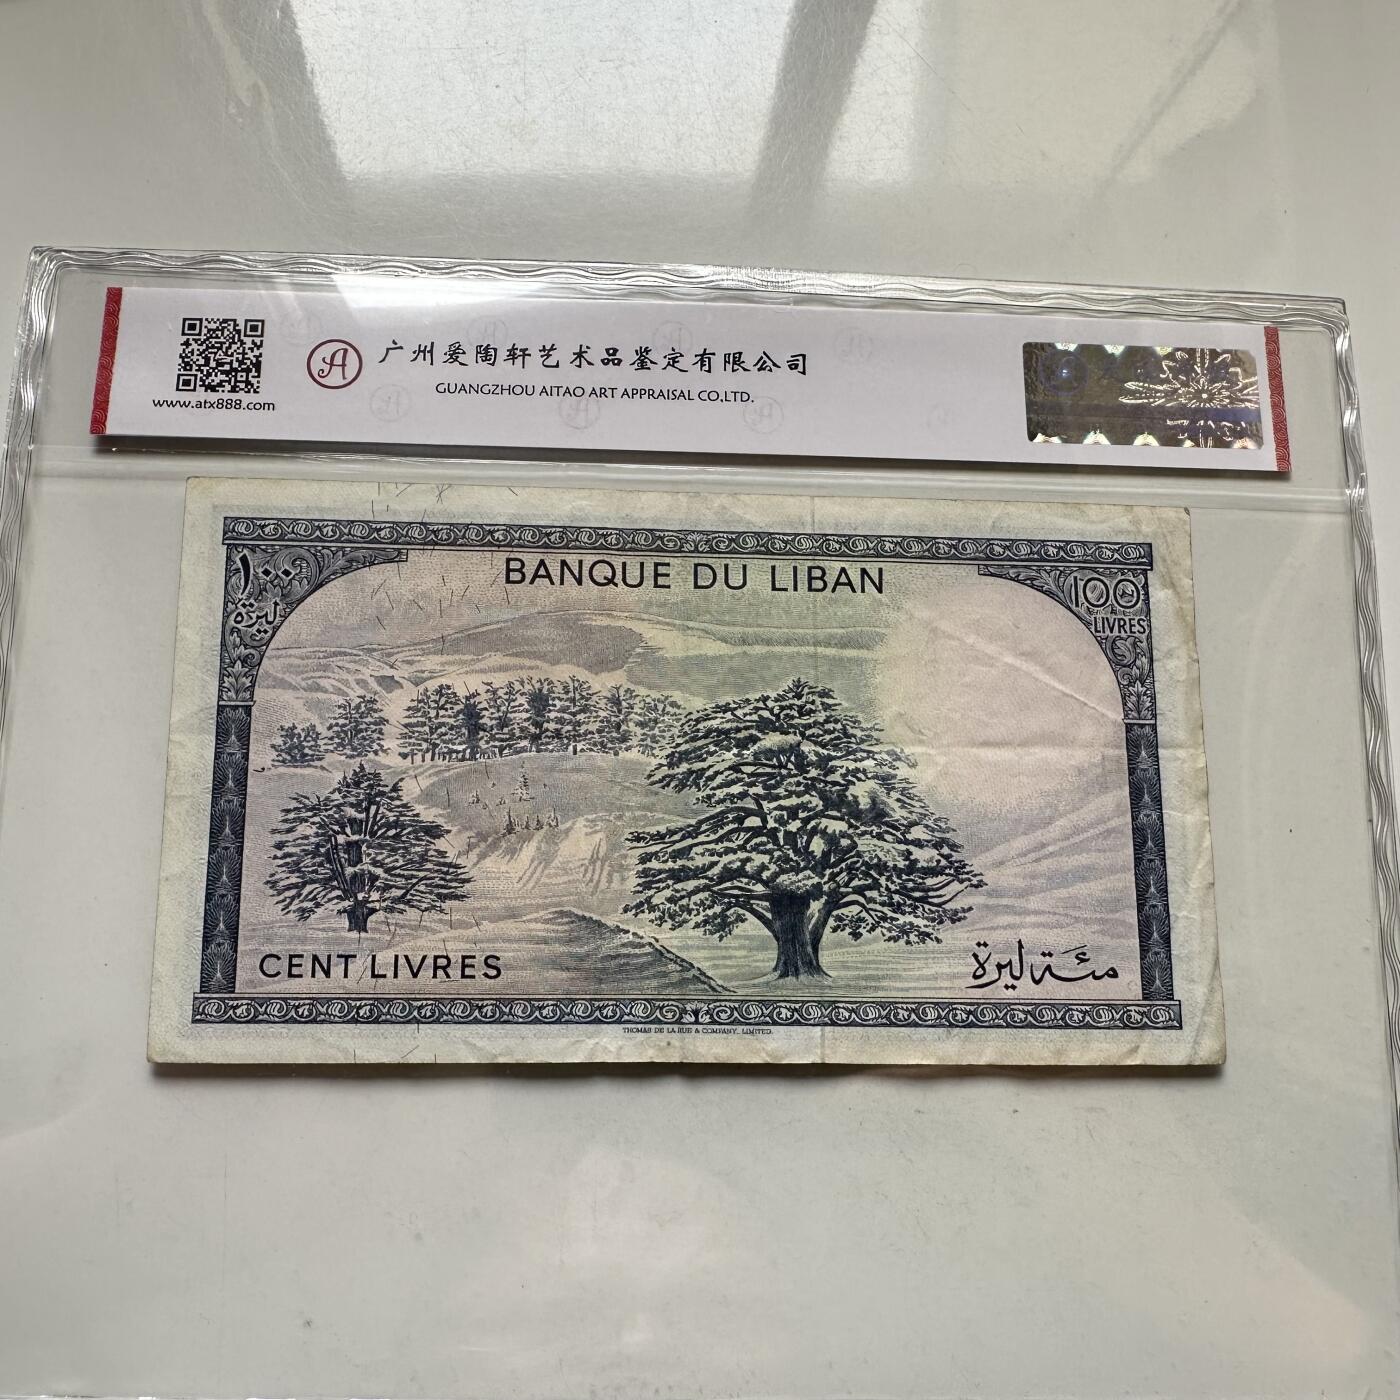 广州爱陶轩艺术品鉴定有限公司
GUANGZHOU AITAO ART APPRAISAL CO,LTD.
www.atx888.com
BANQUE DU LIBAN
١٠٠
ليرة
100
LIVRES
CENT LIVRES
مئة ليرة
THOMAS DE LA RUE & COMPANY, LIMITED.